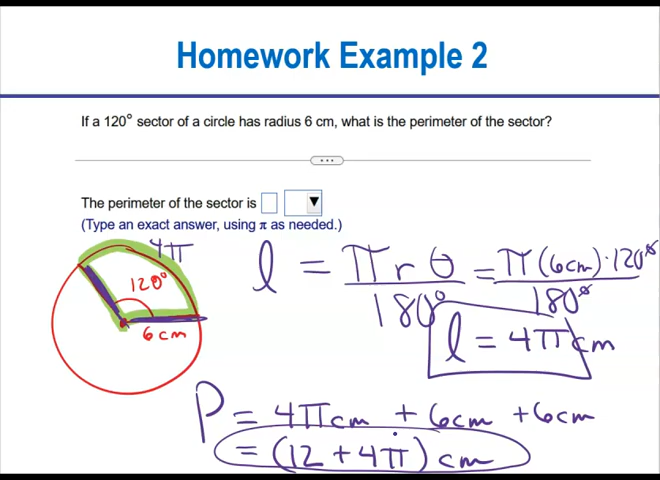 Homework Example 2
If a 120° sector of a circle has radius 6 cm, what is the perimeter of the sector?
The perimeter of the sector is
(Type an exact answer, using π as needed.)
4π
120°
6 cm
l = πrθ/180° = π(6cm)·120°/180°
l = 4π cm
P = 4π cm + 6cm + 6cm
= (12 + 4π) cm